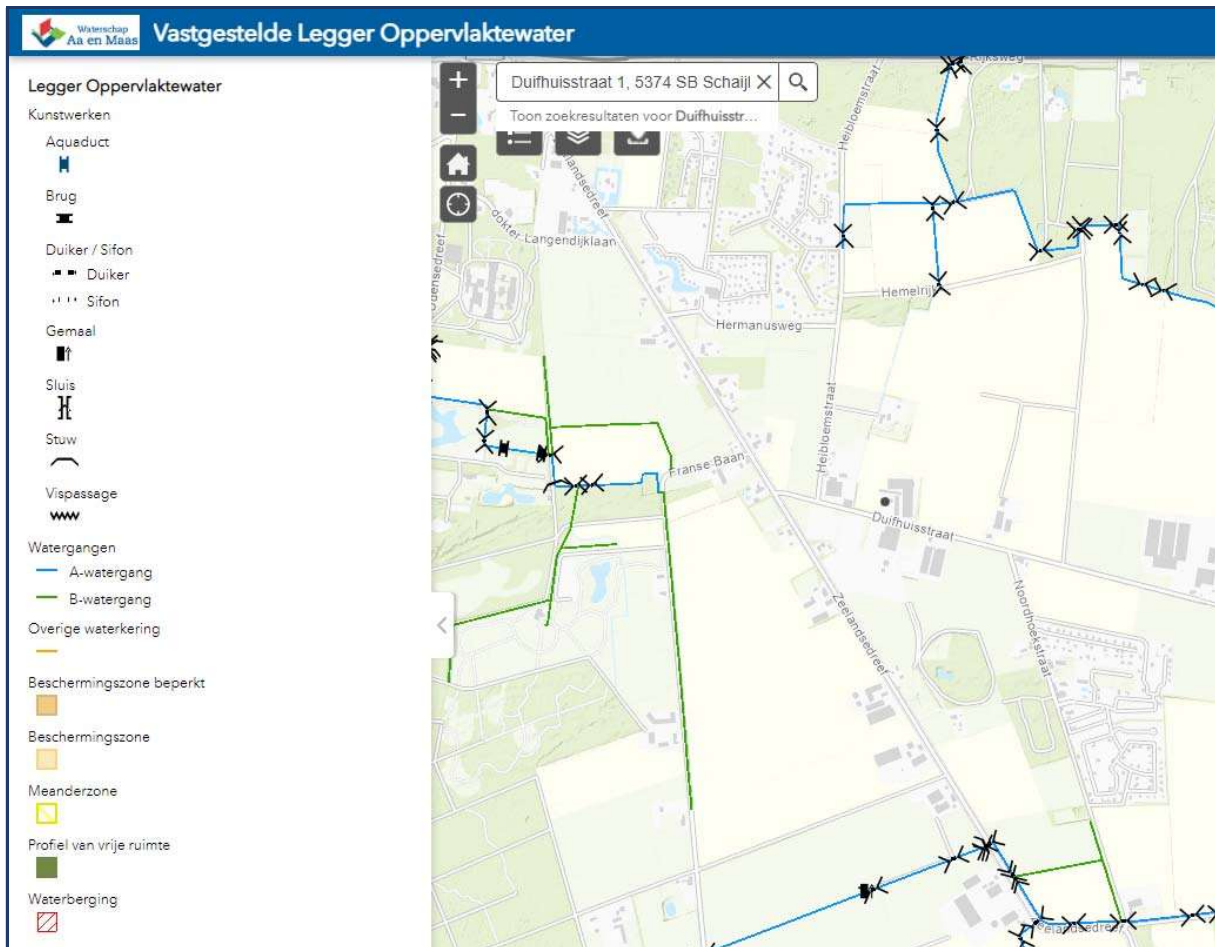 Waterschap
Aa en Maas
Vastgestelde Legger Oppervlaktewater
Legger Oppervlaktewater
Kunstwerken
Aquaduct
Brug
Duiker / Sifon
Duiker
Sifon
Gemaal
Sluis
Stuw
Vispassage
Watergangen
A-watergang
B-watergang
Overige waterkering
Beschermingszone beperkt
Beschermingszone
Meanderzone
Profiel van vrije ruimte
Waterberging
+
−
Duifhuisstraat 1, 5374 SB Schaijl
Toon zoekresultaten voor Duifhuisstr...
Heibloemstraat
dokter Langendijklaan
Hemelrijk
Hermanusweg
Heibloemstraat
Franse Baan
Duifhuisstraat
Noordhoekstraat
Zeelandsedreef